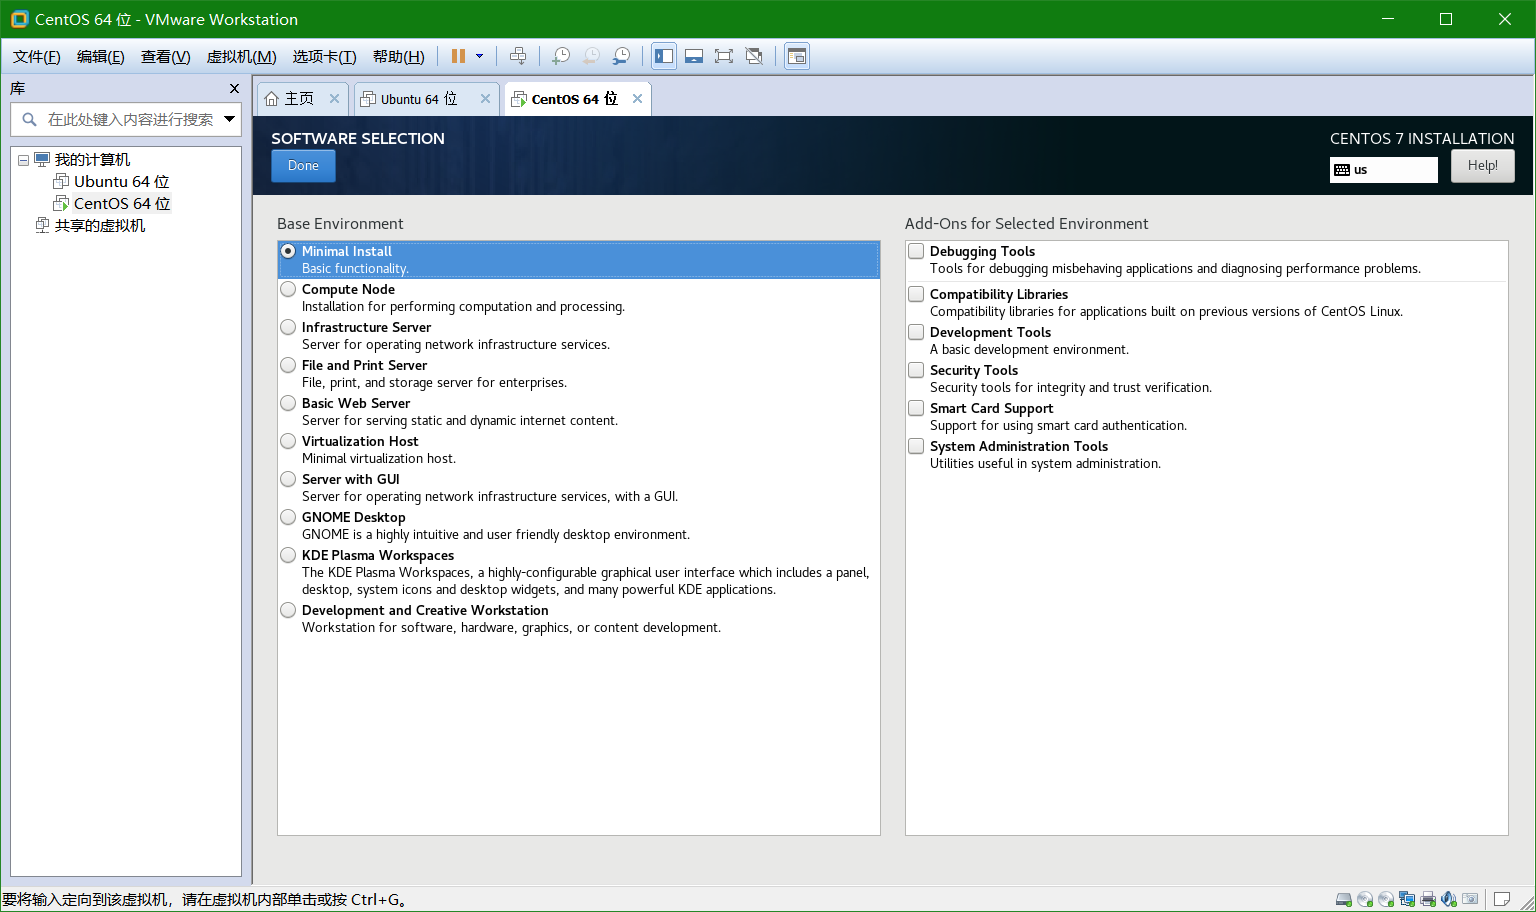 CentOS 64 位 - VMware Workstation
文件(F) 编辑(E) 查看(V) 虚拟机(M) 选项卡(T) 帮助(H)
库
在此处键入内容进行搜索
我的计算机
Ubuntu 64 位
CentOS 64 位
共享的虚拟机
主页 Ubuntu 64 位 CentOS 64 位
SOFTWARE SELECTION
Done
CENTOS 7 INSTALLATION
us
Help!
Base Environment
Minimal Install
Basic functionality.
Compute Node
Installation for performing computation and processing.
Infrastructure Server
Server for operating network infrastructure services.
File and Print Server
File, print, and storage server for enterprises.
Basic Web Server
Server for serving static and dynamic internet content.
Virtualization Host
Minimal virtualization host.
Server with GUI
Server for operating network infrastructure services, with a GUI.
GNOME Desktop
GNOME is a highly intuitive and user friendly desktop environment.
KDE Plasma Workspaces
The KDE Plasma Workspaces, a highly-configurable graphical user interface which includes a panel,
desktop, system icons and desktop widgets, and many powerful KDE applications.
Development and Creative Workstation
Workstation for software, hardware, graphics, or content development.
Add-Ons for Selected Environment
Debugging Tools
Tools for debugging misbehaving applications and diagnosing performance problems.
Compatibility Libraries
Compatibility libraries for applications built on previous versions of CentOS Linux.
Development Tools
A basic development environment.
Security Tools
Security tools for integrity and trust verification.
Smart Card Support
Support for using smart card authentication.
System Administration Tools
Utilities useful in system administration.
要将输入定向到该虚拟机，请在虚拟机内部单击或按 Ctrl+G。